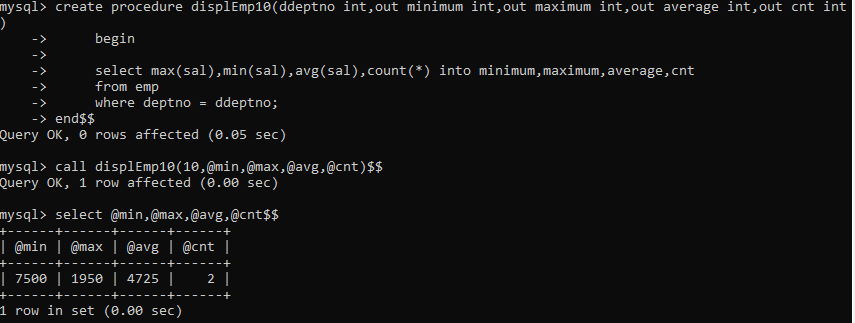 mysql> create procedure displEmp10(ddeptno int,out minimum int,out maximum int,out average int,out cnt int
)
    -> begin
    ->
    -> select max(sal),min(sal),avg(sal),count(*) into minimum,maximum,average,cnt
    -> from emp
    -> where deptno = ddeptno;
    -> end$$
Query OK, 0 rows affected (0.05 sec)
mysql> call displEmp10(10,@min,@max,@avg,@cnt)$$
Query OK, 1 row affected (0.00 sec)
mysql> select @min,@max,@avg,@cnt$$
+------+------+------+------+
| @min | @max | @avg | @cnt |
+------+------+------+------+
| 7500 | 1950 | 4725 |    2 |
+------+------+------+------+
1 row in set (0.00 sec)